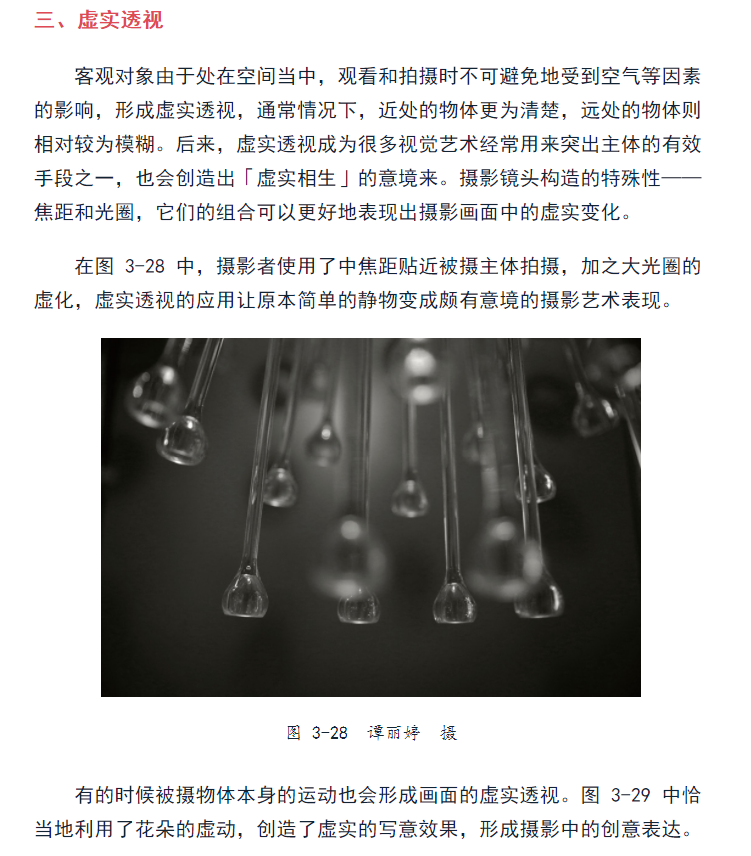 三、虚实透视
客观对象由于处在空间当中，观看和拍摄时不可避免地受到空气等因素
的影响，形成虚实透视，通常情况下，近处的物体更为清楚，远处的物体则
相对较为模糊。后来，虚实透视成为很多视觉艺术经常用来突出主体的有效
手段之一，也会创造出「虚实相生」的意境来。摄影镜头构造的特殊性——
焦距和光圈，它们的组合可以更好地表现出摄影画面中的虚实变化。
在图 3-28 中，摄影者使用了中焦距贴近被摄主体拍摄，加之大光圈的
虚化，虚实透视的应用让原本简单的静物变成颇有意境的摄影艺术表现。
图 3-28 谭丽婷 摄
有的时候被摄物体本身的运动也会形成画面的虚实透视。图 3-29 中恰
当地利用了花朵的虚动，创造了虚实的写意效果，形成摄影中的创意表达。